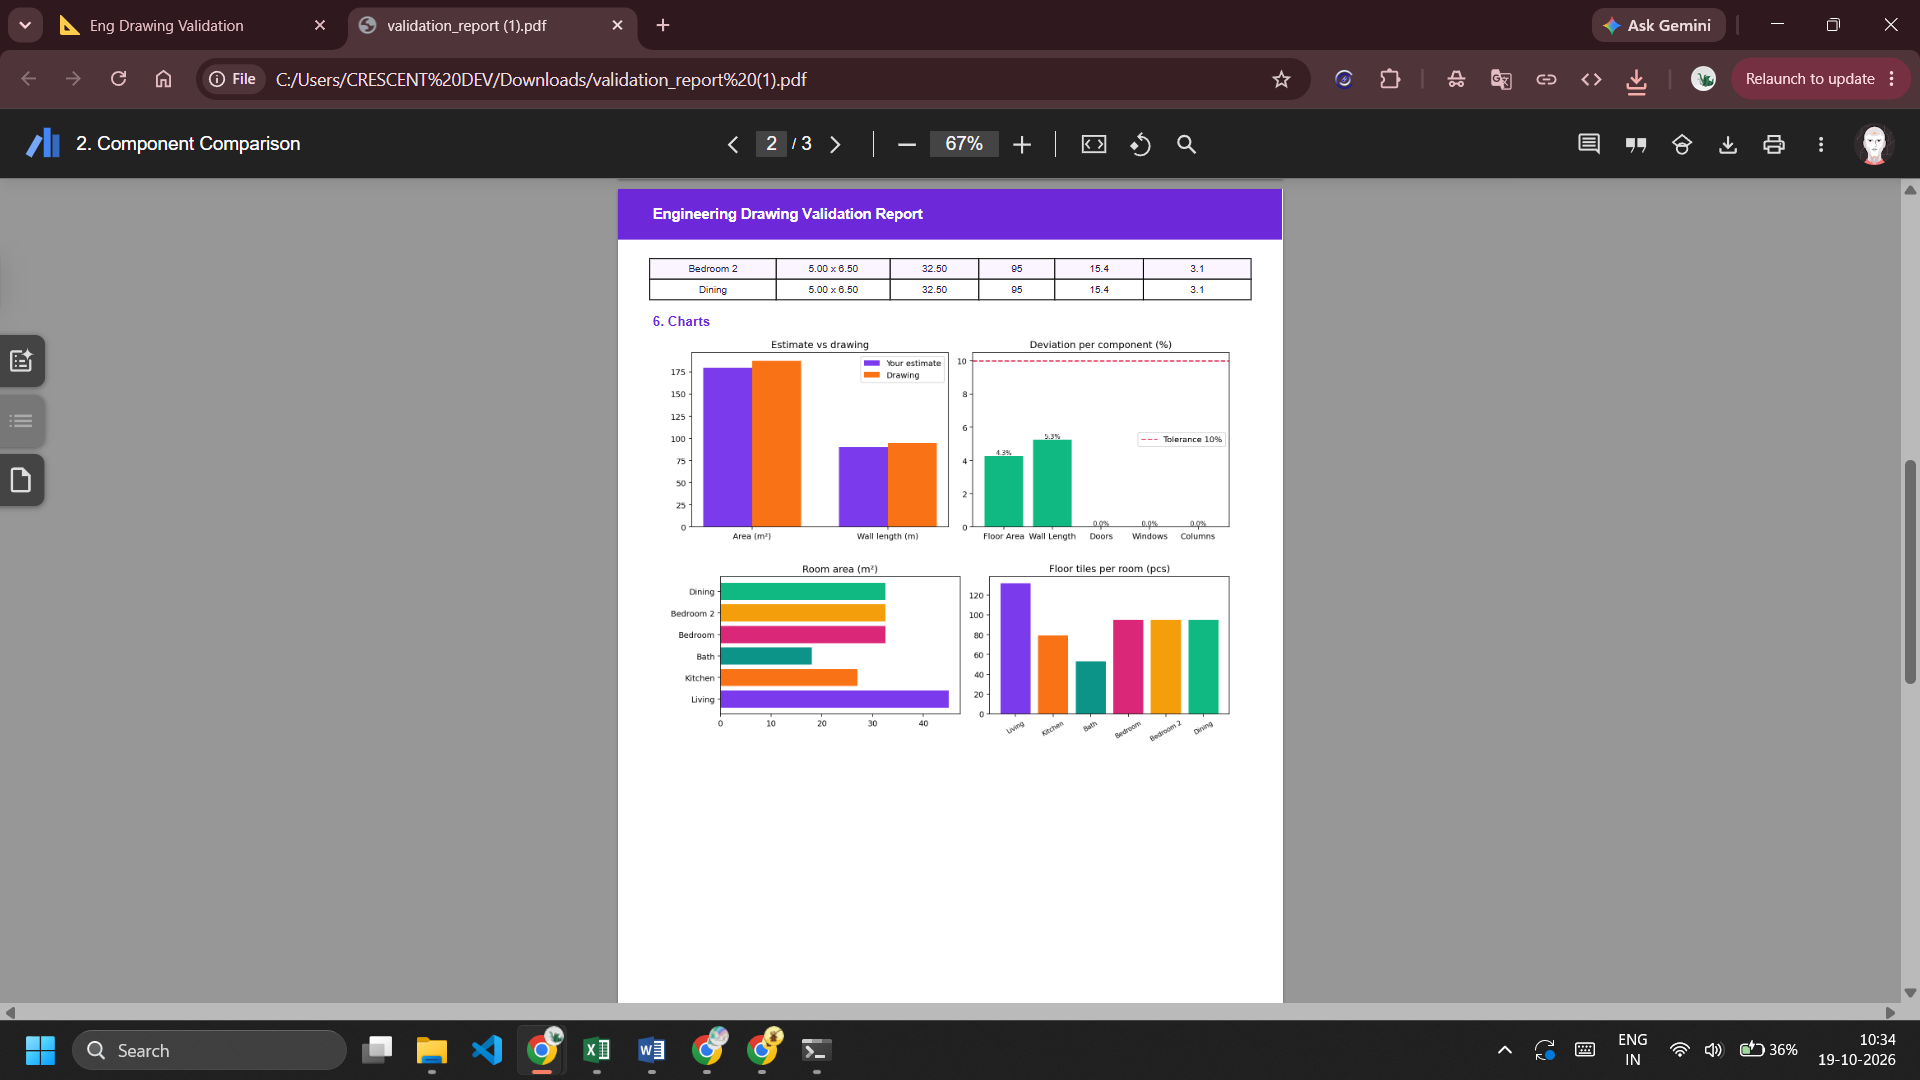 Eng Drawing Validation
validation_report (1).pdf
Ask Gemini
File
C:/Users/CRESCENT%20DEV/Downloads/validation_report%20(1).pdf
Relaunch to update
2. Component Comparison
2 / 3
67%
Engineering Drawing Validation Report
Bedroom 2 5.00 x 6.50 32.50 95 15.4 3.1
Dining 5.00 x 6.50 32.50 95 15.4 3.1
6. Charts
Estimate vs drawing
Your estimate
Drawing
175
150
125
100
75
50
25
0
Area (m²) Wall length (m)
Deviation per component (%)
10
8
6
4
2
0
4.3%
5.3%
0.0%
0.0%
0.0%
Tolerance 10%
Floor Area Wall Length Doors Windows Columns
Room area (m²)
Dining
Bedroom 2
Bedroom
Bath
Kitchen
Living
0 10 20 30 40
Floor tiles per room (pcs)
120
100
80
60
40
20
0
Living Kitchen Bath Bedroom Bedroom 2 Dining
Search
ENG
IN
36%
10:34
19-10-2026